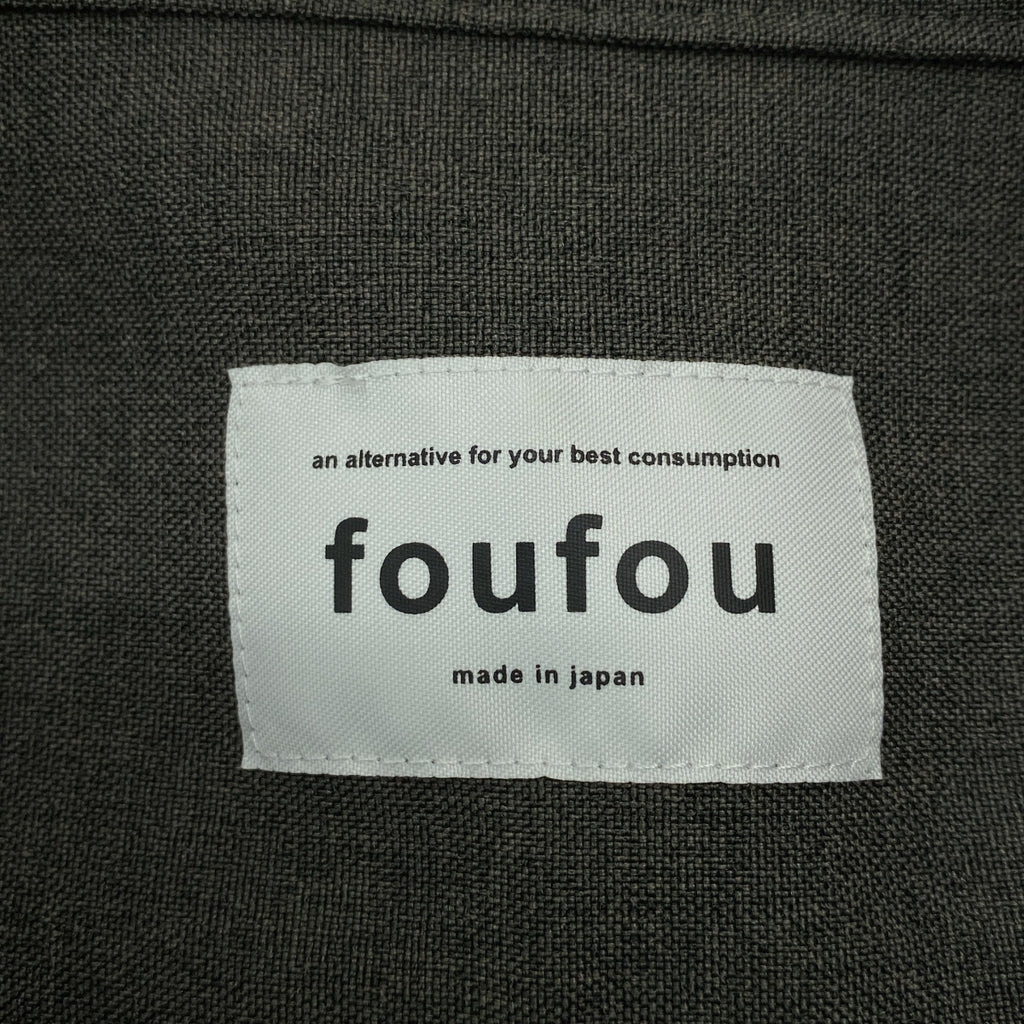 an alternative for your best consumption
foufou
made in japan